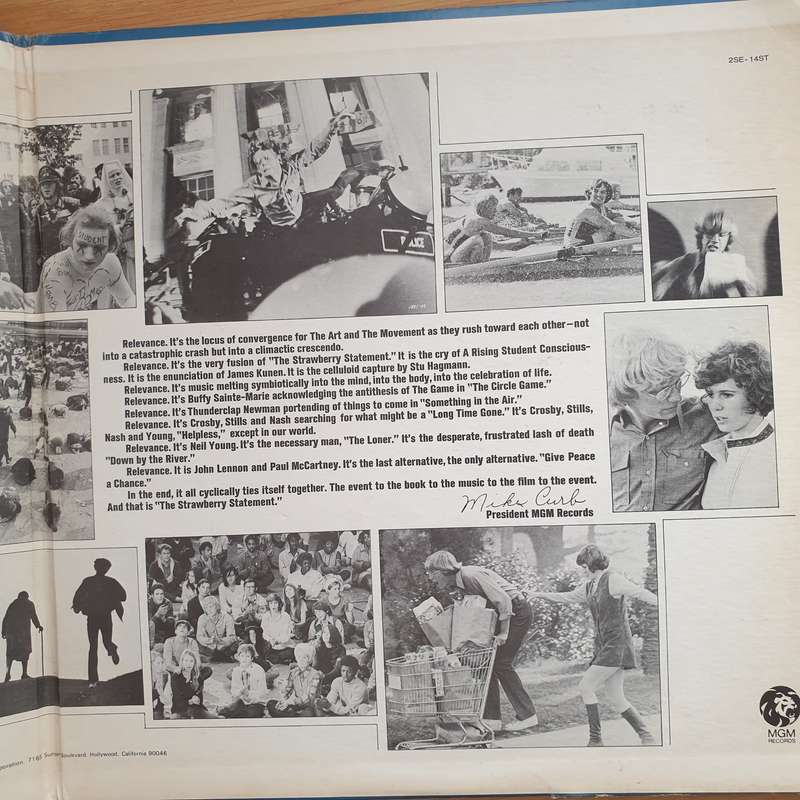 2SE-14ST
STUDENT
POLICE
Relevance. It's the locus of convergence for The Art and The Movement as they rush toward each other—not
into a catastrophic crash but into a climactic crescendo.
Relevance. It's the very fusion of "The Strawberry Statement." It is the cry of A Rising Student Conscious-
ness. It is the enunciation of James Kunen. It is the celluloid capture by Stu Hagmann.
Relevance. It's music melting symbiotically into the mind, into the body, into the celebration of life.
Relevance. It's Buffy Sainte-Marie acknowledging the antithesis of The Game in "The Circle Game."
Relevance. It's Thunderclap Newman portending of things to come in "Something in the Air."
Relevance. It's Crosby, Stills and Nash searching for what might be a "Long Time Gone." It's Crosby, Stills,
Nash and Young, "Helpless," except in our world.
Relevance. It's Neil Young. It's the necessary man, "The Loner." It's the desperate, frustrated lash of death
"Down by the River."
Relevance. It is John Lennon and Paul McCartney. It's the last alternative, the only alternative. "Give Peace
a Chance."
In the end, it all cyclically ties itself together. The event to the book to the music to the film to the event.
And that is "The Strawberry Statement."
Mike Curb
President MGM Records
MGM
RECORDS
poration, 7165 Sunset Boulevard, Hollywood, California 90046